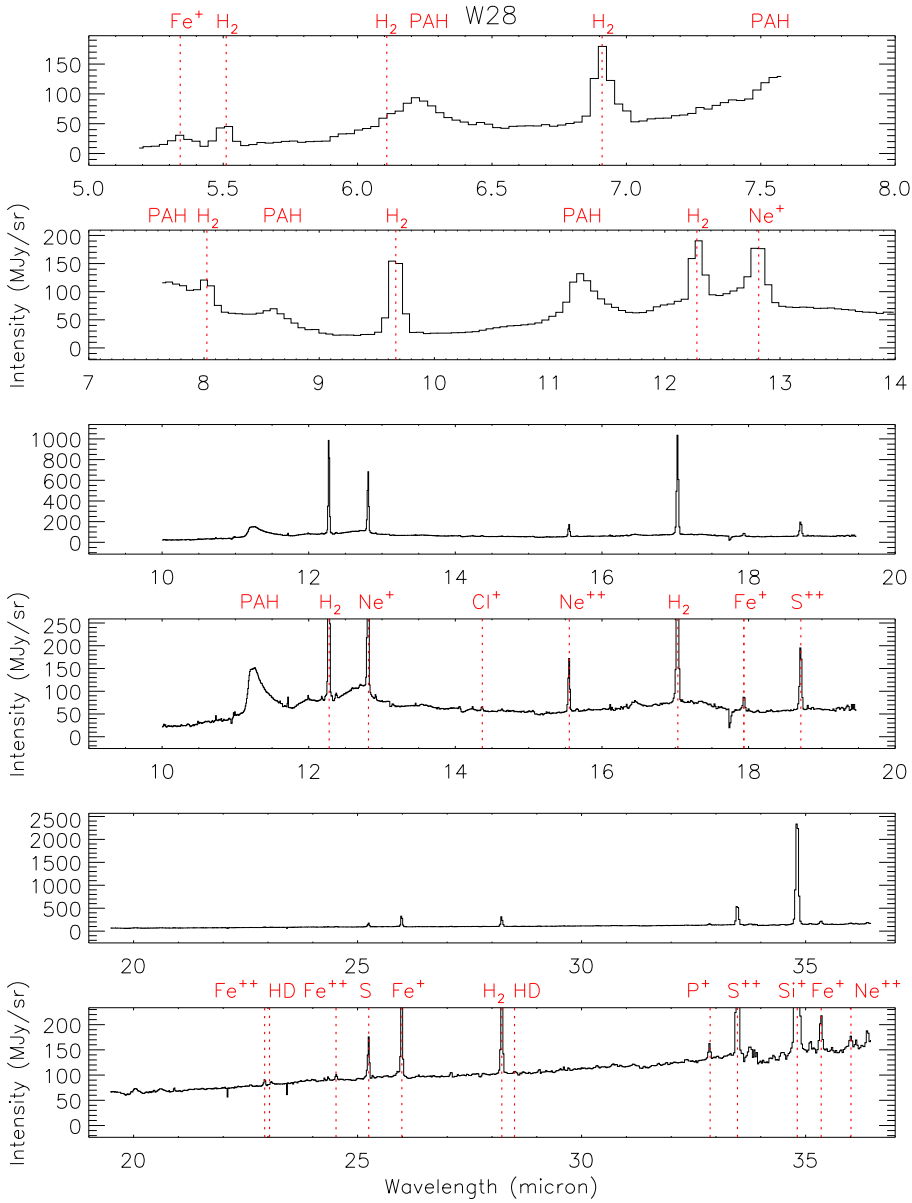 W28
Fe⁺ H₂ H₂ PAH H₂ PAH
150
100
50
0
5.0 5.5 6.0 6.5 7.0 7.5 8.0
PAH H₂ PAH H₂ PAH H₂ Ne⁺
Intensity (MJy/sr)
200
150
100
50
0
7 8 9 10 11 12 13 14
1000
800
600
400
200
0
10 12 14 16 18 20
PAH H₂ Ne⁺ Cl⁺ Ne⁺⁺ H₂ Fe⁺ S⁺⁺
Intensity (MJy/sr)
250
200
150
100
50
0
10 12 14 16 18 20
2500
2000
1500
1000
500
0
20 25 30 35
Fe⁺⁺ HD Fe⁺⁺ S Fe⁺ H₂ HD P⁺ S⁺⁺ Si⁺ Fe⁺ Ne⁺⁺
Intensity (MJy/sr)
200
150
100
50
0
20 25 30 35
Wavelength (micron)